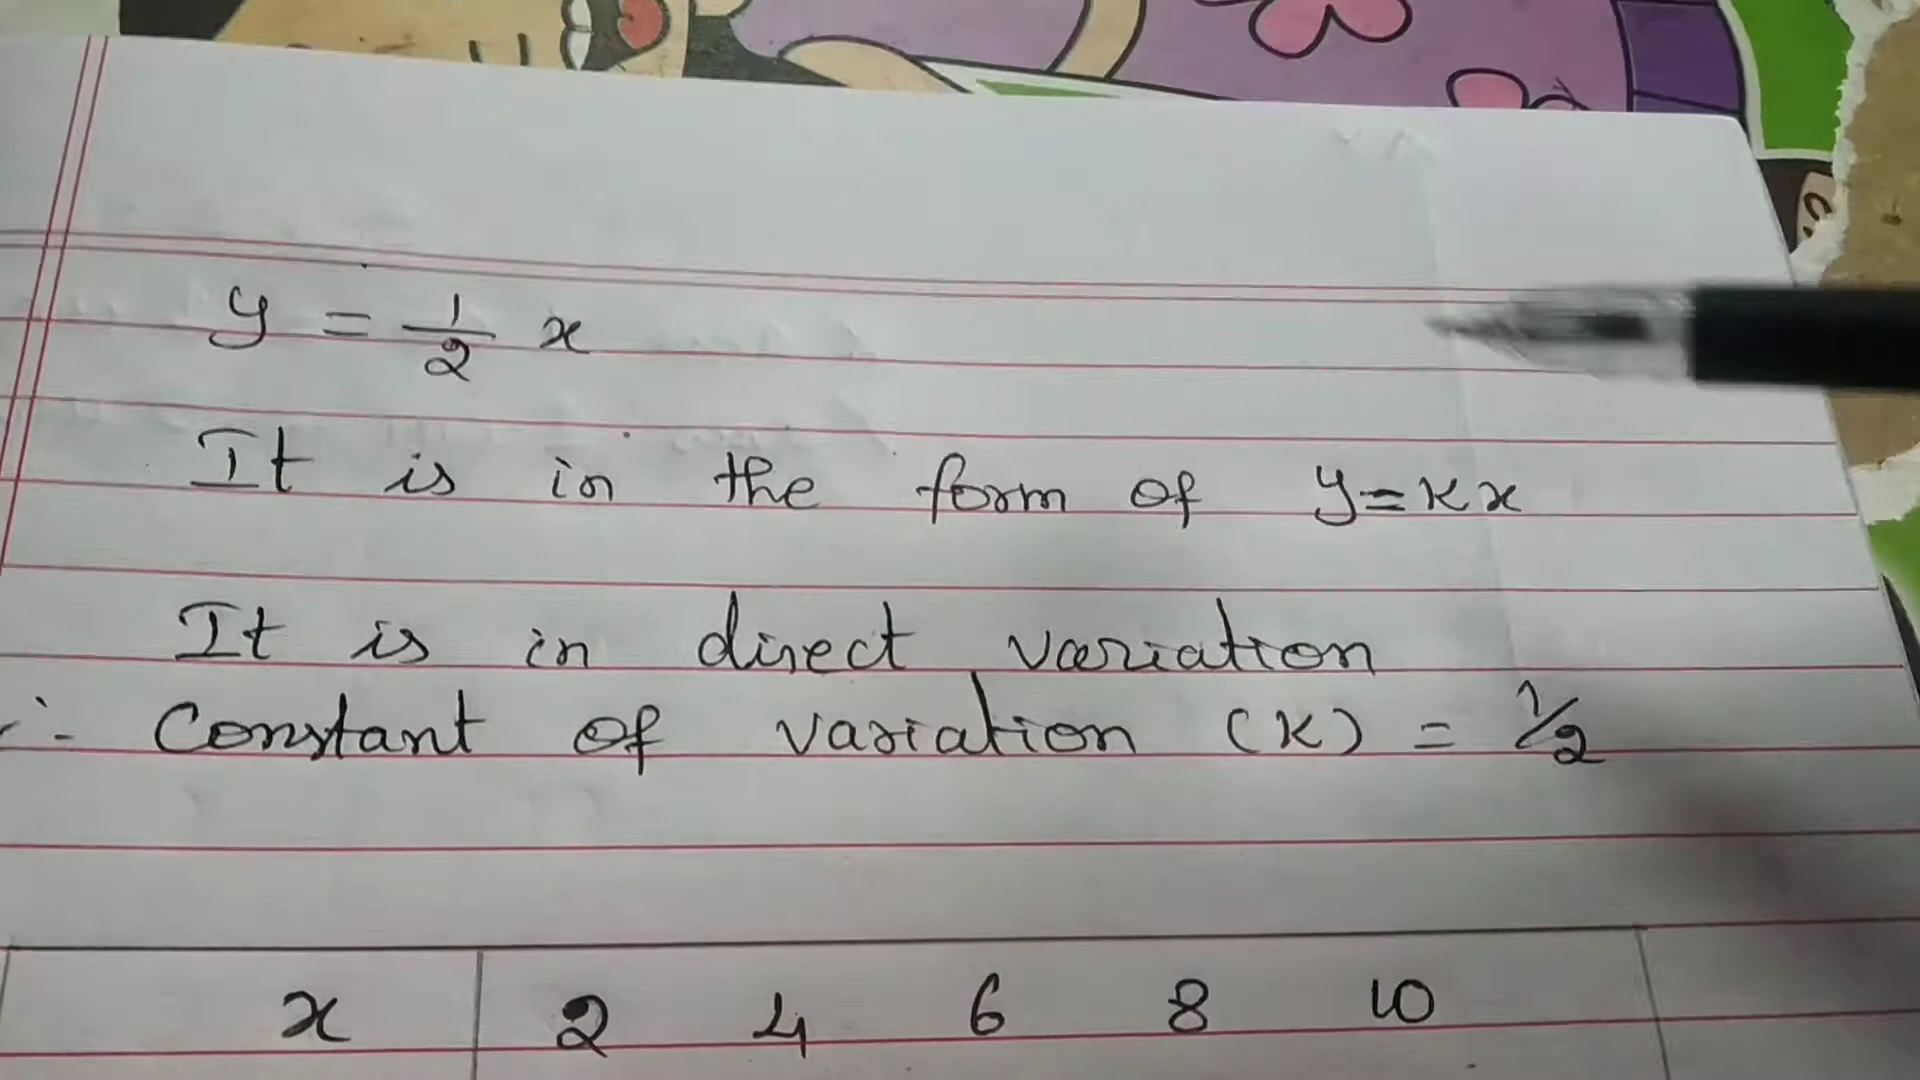 y = 1/2 x
It is in the form of y=kx
It is in direct variation
∴ Constant of variation (k) = 1/2
x 2 4 6 8 10